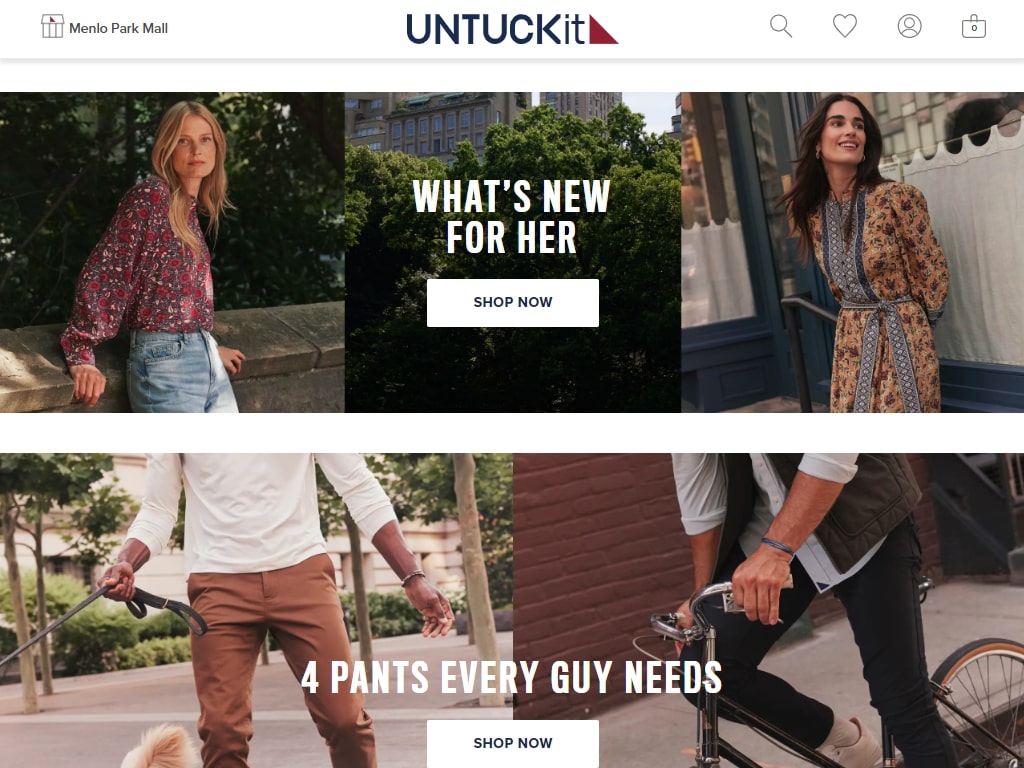 Menlo Park Mall
UNTUCKit
0
WHAT'S NEW
FOR HER
SHOP NOW
4 PANTS EVERY GUY NEEDS
SHOP NOW